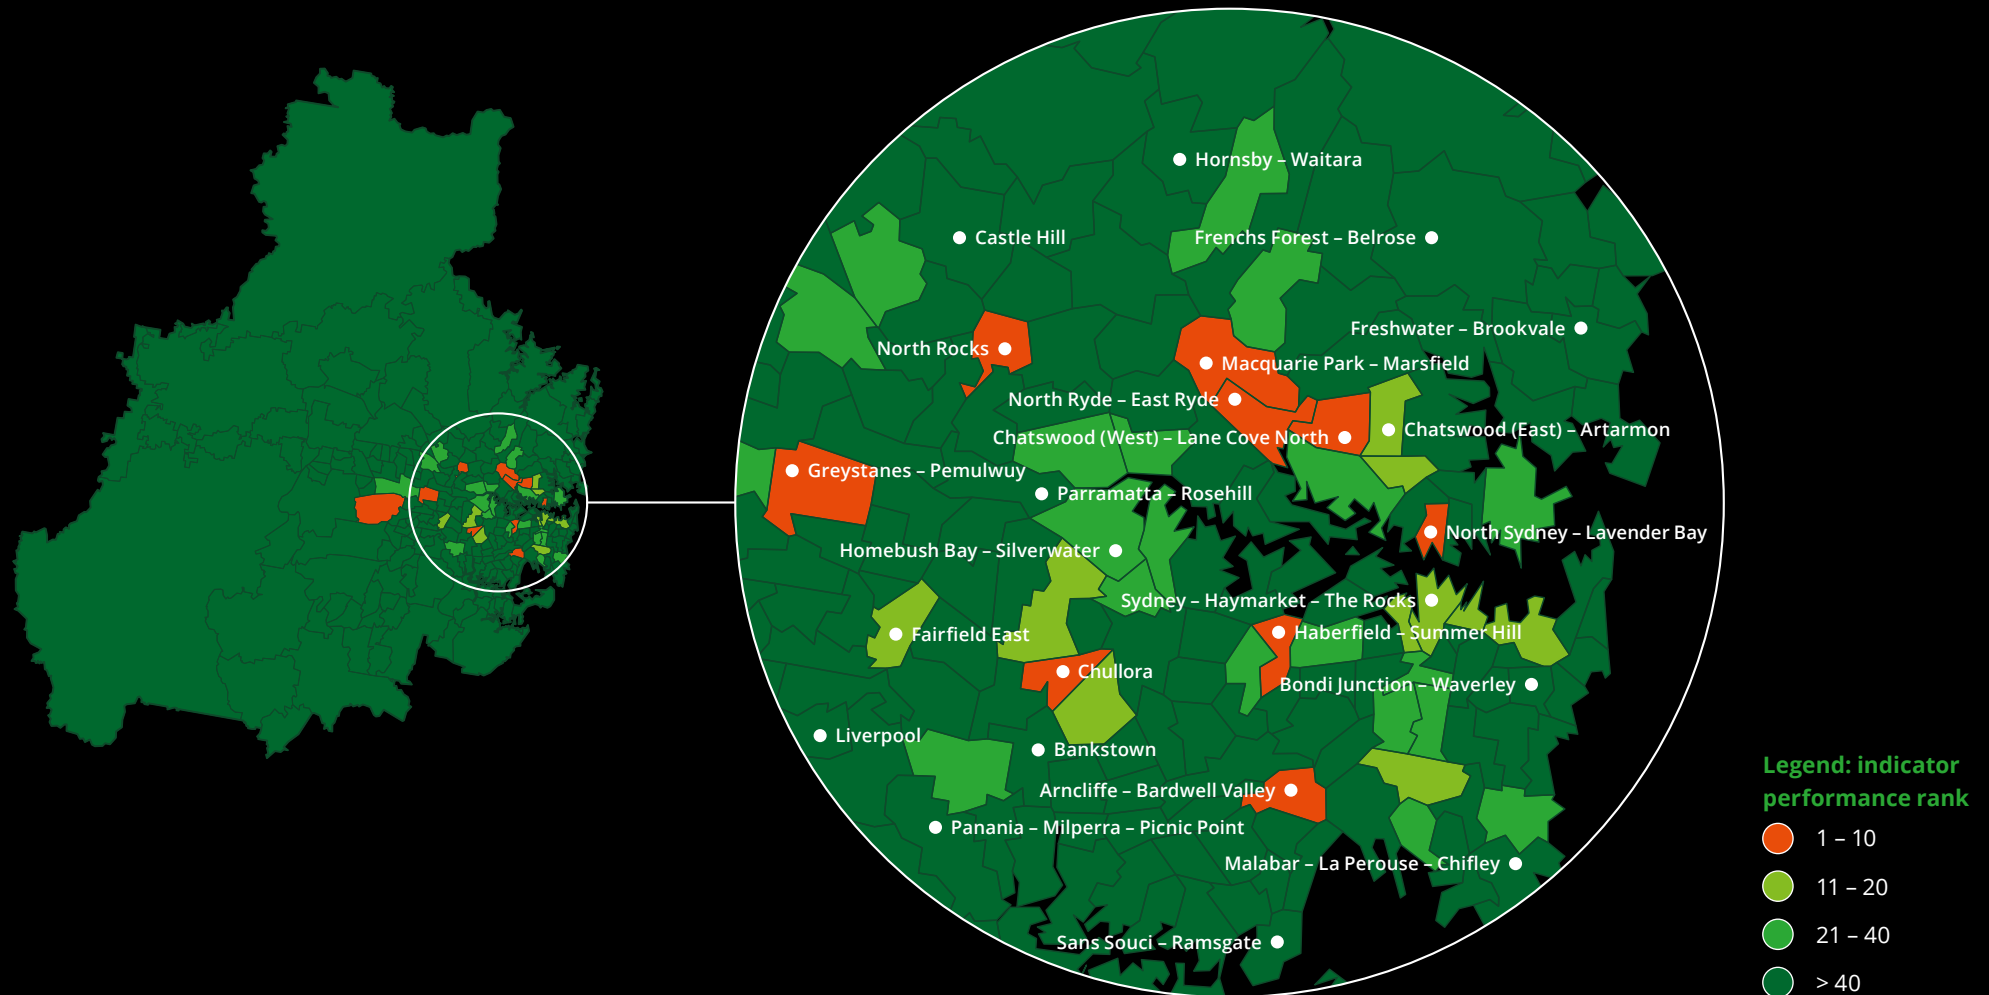 Hornsby – Waitara
Castle Hill
Frenchs Forest – Belrose
Freshwater – Brookvale
North Rocks
Macquarie Park – Marsfield
North Ryde – East Ryde
Chatswood (East) – Artarmon
Chatswood (West) – Lane Cove North
Greystanes – Pemulwuy
Parramatta – Rosehill
North Sydney – Lavender Bay
Homebush Bay – Silverwater
Sydney – Haymarket – The Rocks
Haberfield – Summer Hill
Fairfield East
Chullora
Bondi Junction – Waverley
Liverpool
Bankstown
Arncliffe – Bardwell Valley
Panania – Milperra – Picnic Point
Malabar – La Perouse – Chifley
Sans Souci – Ramsgate
Legend: indicator
performance rank
1 – 10
11 – 20
21 – 40
> 40